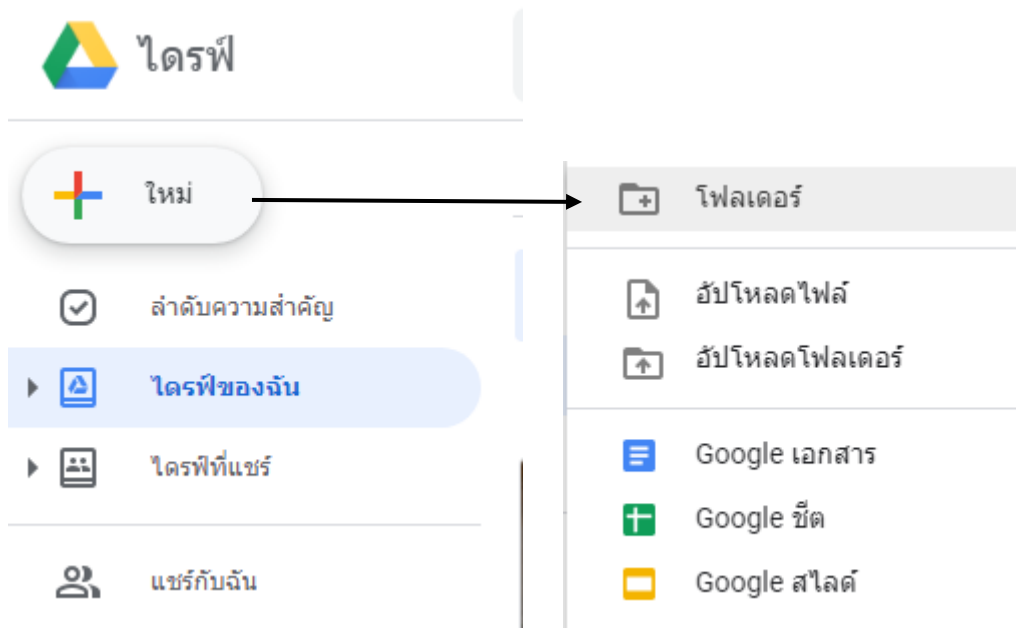 ไดรฟ์
ใหม่
ลำดับความสำคัญ
ไดรฟ์ของฉัน
ไดรฟ์ที่แชร์
แชร์กับฉัน
โฟลเดอร์
อัปโหลดไฟล์
อัปโหลดโฟลเดอร์
Google เอกสาร
Google ชีต
Google สไลด์